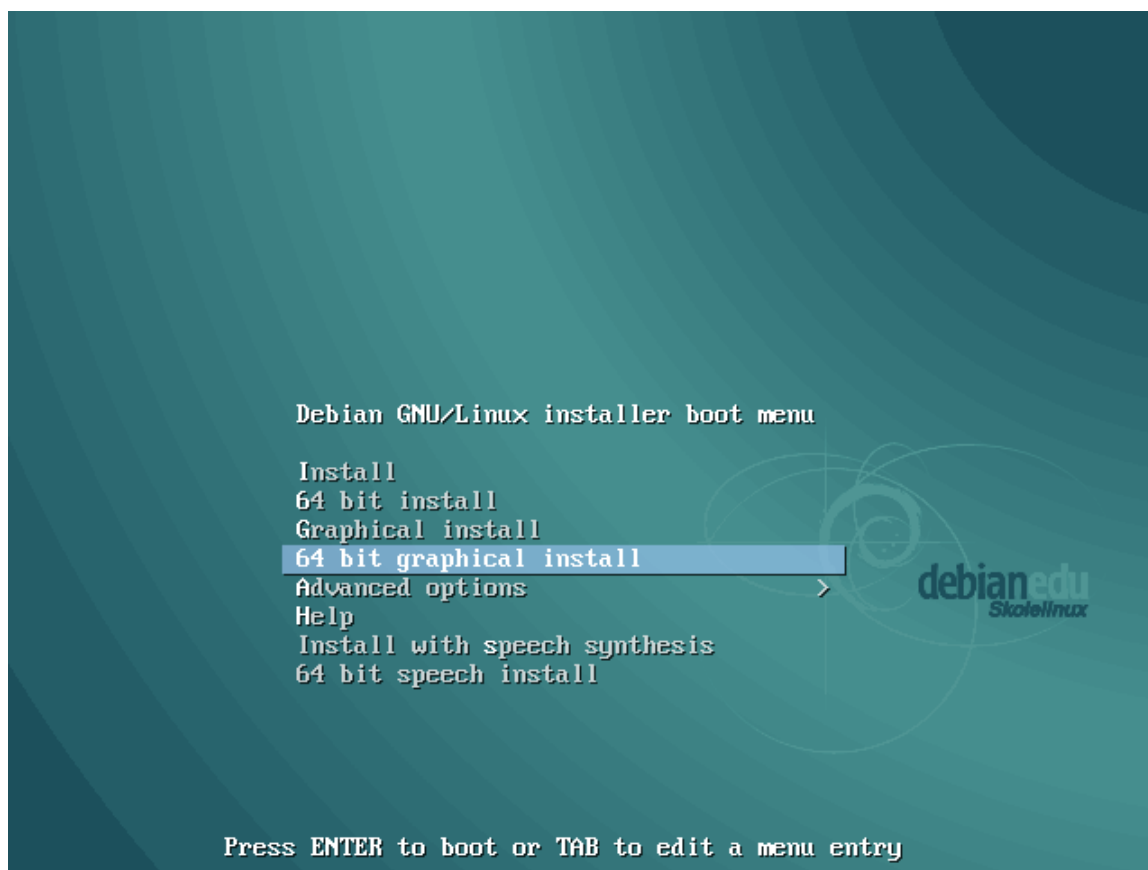 Debian GNU/Linux installer boot menu
Install
64 bit install
Graphical install
64 bit graphical install
Advanced options >
Help
Install with speech synthesis
64 bit speech install
debianedu
Skolelinux
Press ENTER to boot or TAB to edit a menu entry